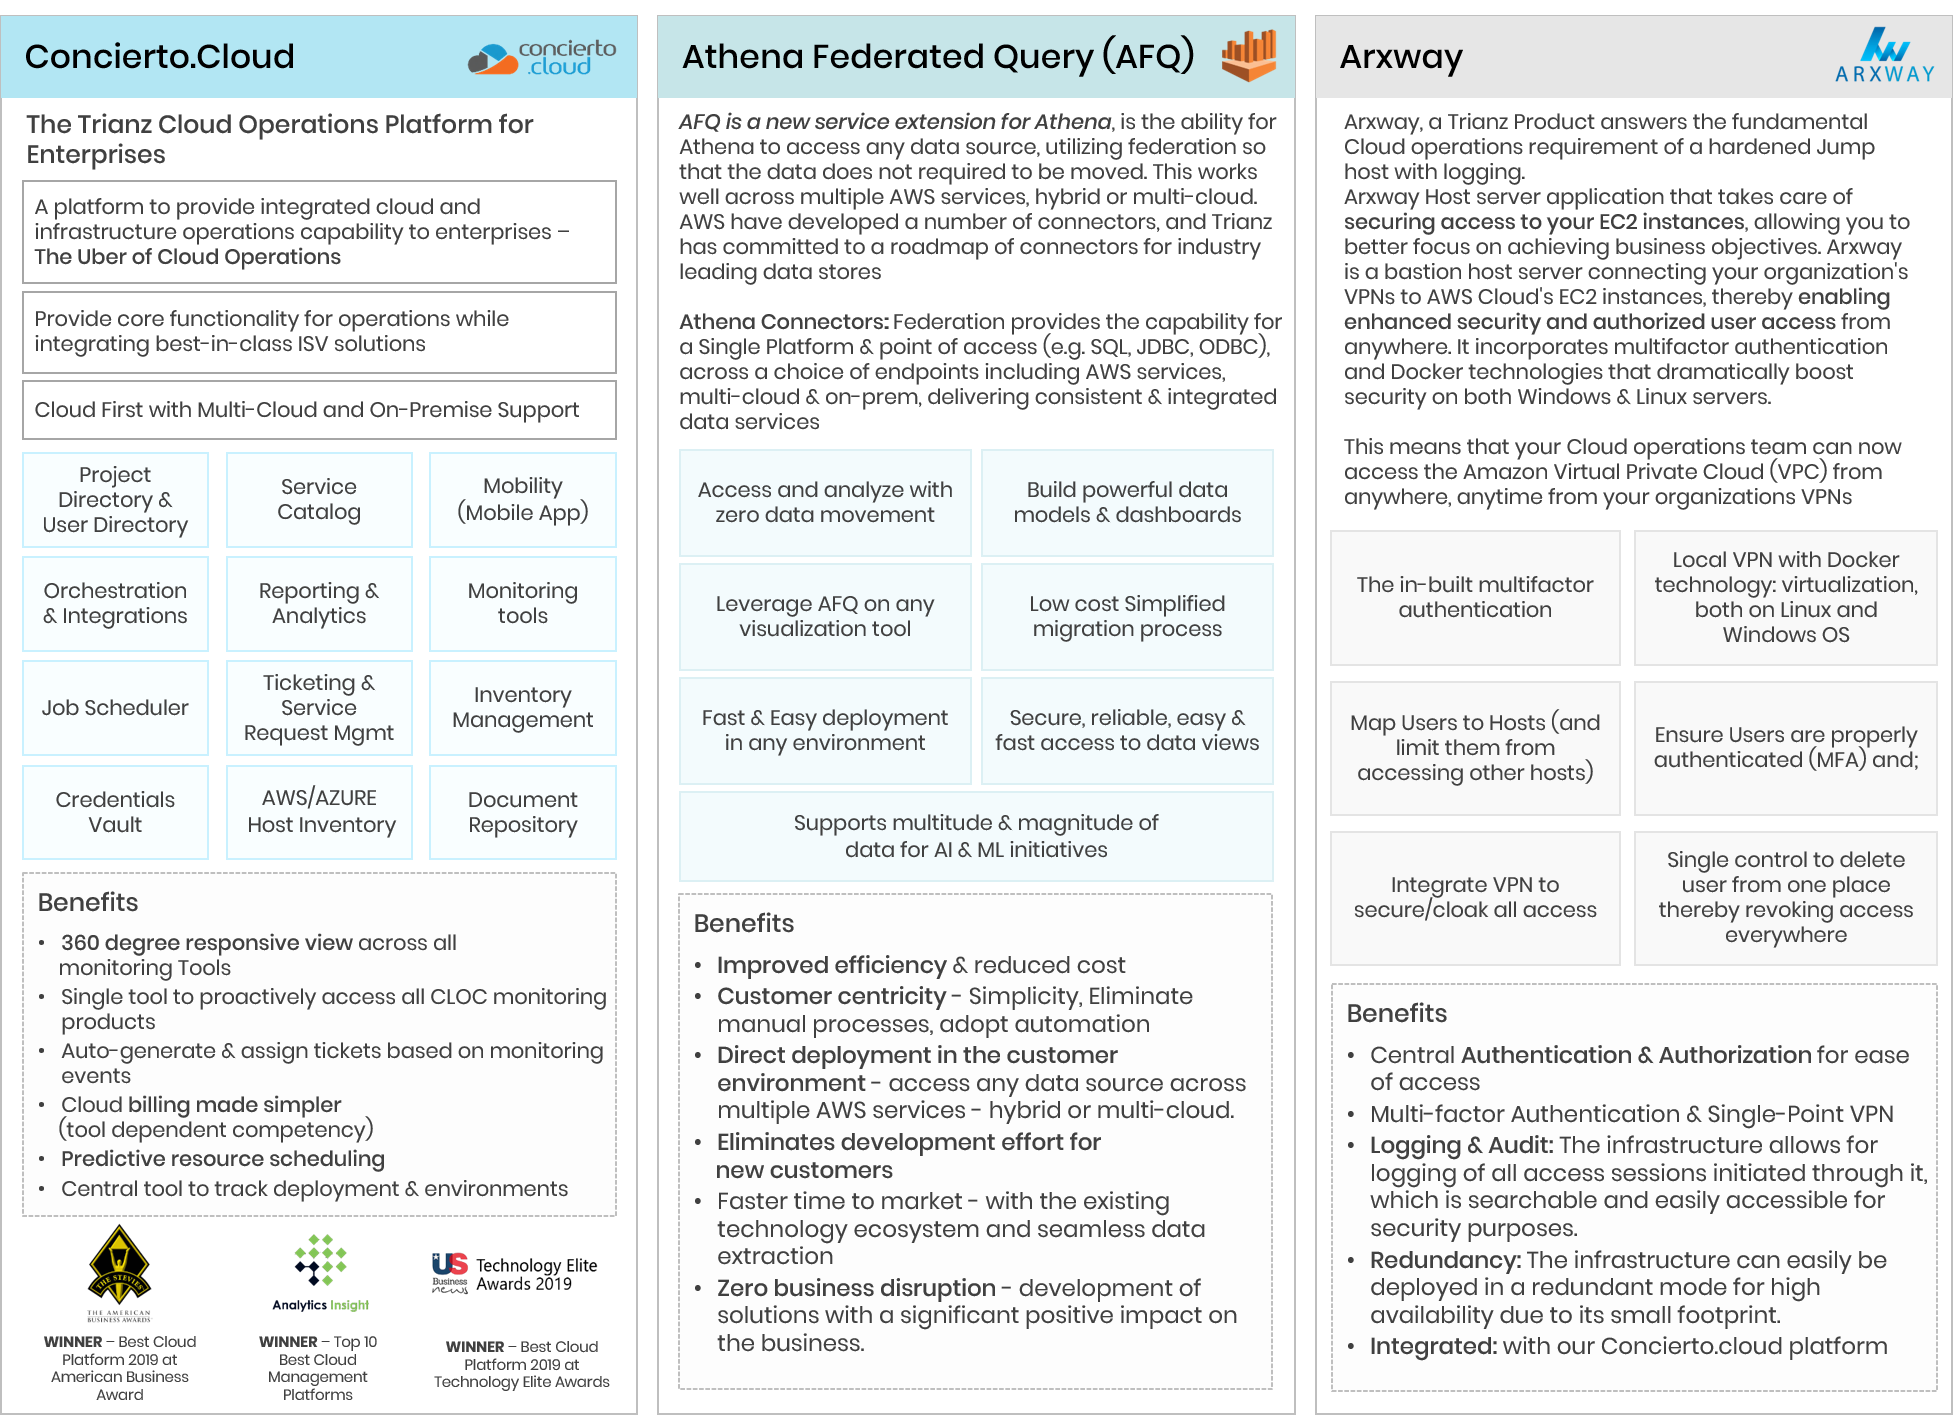 Concierto.Cloud
concierto
.cloud
The Trianz Cloud Operations Platform for
Enterprises
A platform to provide integrated cloud and
infrastructure operations capability to enterprises –
The Uber of Cloud Operations
Provide core functionality for operations while
integrating best-in-class ISV solutions
Cloud First with Multi-Cloud and On-Premise Support
Project
Directory &
User Directory
Service
Catalog
Mobility
(Mobile App)
Orchestration
& Integrations
Reporting &
Analytics
Monitoring
tools
Job Scheduler
Ticketing &
Service
Request Mgmt
Inventory
Management
Credentials
Vault
AWS/AZURE
Host Inventory
Document
Repository
Benefits
• 360 degree responsive view across all
monitoring Tools
• Single tool to proactively access all CLOC monitoring
products
• Auto-generate & assign tickets based on monitoring
events
• Cloud billing made simpler
(tool dependent competency)
• Predictive resource scheduling
• Central tool to track deployment & environments
THE STEVIES
THE AMERICAN
BUSINESS AWARDS
WINNER – Best Cloud
Platform 2019 at
American Business
Award
Analytics Insight
WINNER – Top 10
Best Cloud
Management
Platforms
US
Business
news
Technology Elite
Awards 2019
WINNER – Best Cloud
Platform 2019 at
Technology Elite Awards
Athena Federated Query (AFQ)
AFQ is a new service extension for Athena, is the ability for
Athena to access any data source, utilizing federation so
that the data does not required to be moved. This works
well across multiple AWS services, hybrid or multi-cloud.
AWS have developed a number of connectors, and Trianz
has committed to a roadmap of connectors for industry
leading data stores
Athena Connectors: Federation provides the capability for
a Single Platform & point of access (e.g. SQL, JDBC, ODBC),
across a choice of endpoints including AWS services,
multi-cloud & on-prem, delivering consistent & integrated
data services
Access and analyze with
zero data movement
Build powerful data
models & dashboards
Leverage AFQ on any
visualization tool
Low cost Simplified
migration process
Fast & Easy deployment
in any environment
Secure, reliable, easy &
fast access to data views
Supports multitude & magnitude of
data for AI & ML initiatives
Benefits
• Improved efficiency & reduced cost
• Customer centricity - Simplicity, Eliminate
manual processes, adopt automation
• Direct deployment in the customer
environment - access any data source across
multiple AWS services - hybrid or multi-cloud.
• Eliminates development effort for
new customers
• Faster time to market - with the existing
technology ecosystem and seamless data
extraction
• Zero business disruption - development of
solutions with a significant positive impact on
the business.
Arxway
ARXWAY
Arxway, a Trianz Product answers the fundamental
Cloud operations requirement of a hardened Jump
host with logging.
Arxway Host server application that takes care of
securing access to your EC2 instances, allowing you to
better focus on achieving business objectives. Arxway
is a bastion host server connecting your organization's
VPNs to AWS Cloud's EC2 instances, thereby enabling
enhanced security and authorized user access from
anywhere. It incorporates multifactor authentication
and Docker technologies that dramatically boost
security on both Windows & Linux servers.
This means that your Cloud operations team can now
access the Amazon Virtual Private Cloud (VPC) from
anywhere, anytime from your organizations VPNs
The in-built multifactor
authentication
Local VPN with Docker
technology: virtualization,
both on Linux and
Windows OS
Map Users to Hosts (and
limit them from
accessing other hosts)
Ensure Users are properly
authenticated (MFA) and;
Integrate VPN to
secure/cloak all access
Single control to delete
user from one place
thereby revoking access
everywhere
Benefits
• Central Authentication & Authorization for ease
of access
• Multi-factor Authentication & Single-Point VPN
• Logging & Audit: The infrastructure allows for
logging of all access sessions initiated through it,
which is searchable and easily accessible for
security purposes.
• Redundancy: The infrastructure can easily be
deployed in a redundant mode for high
availability due to its small footprint.
• Integrated: with our Concierto.cloud platform